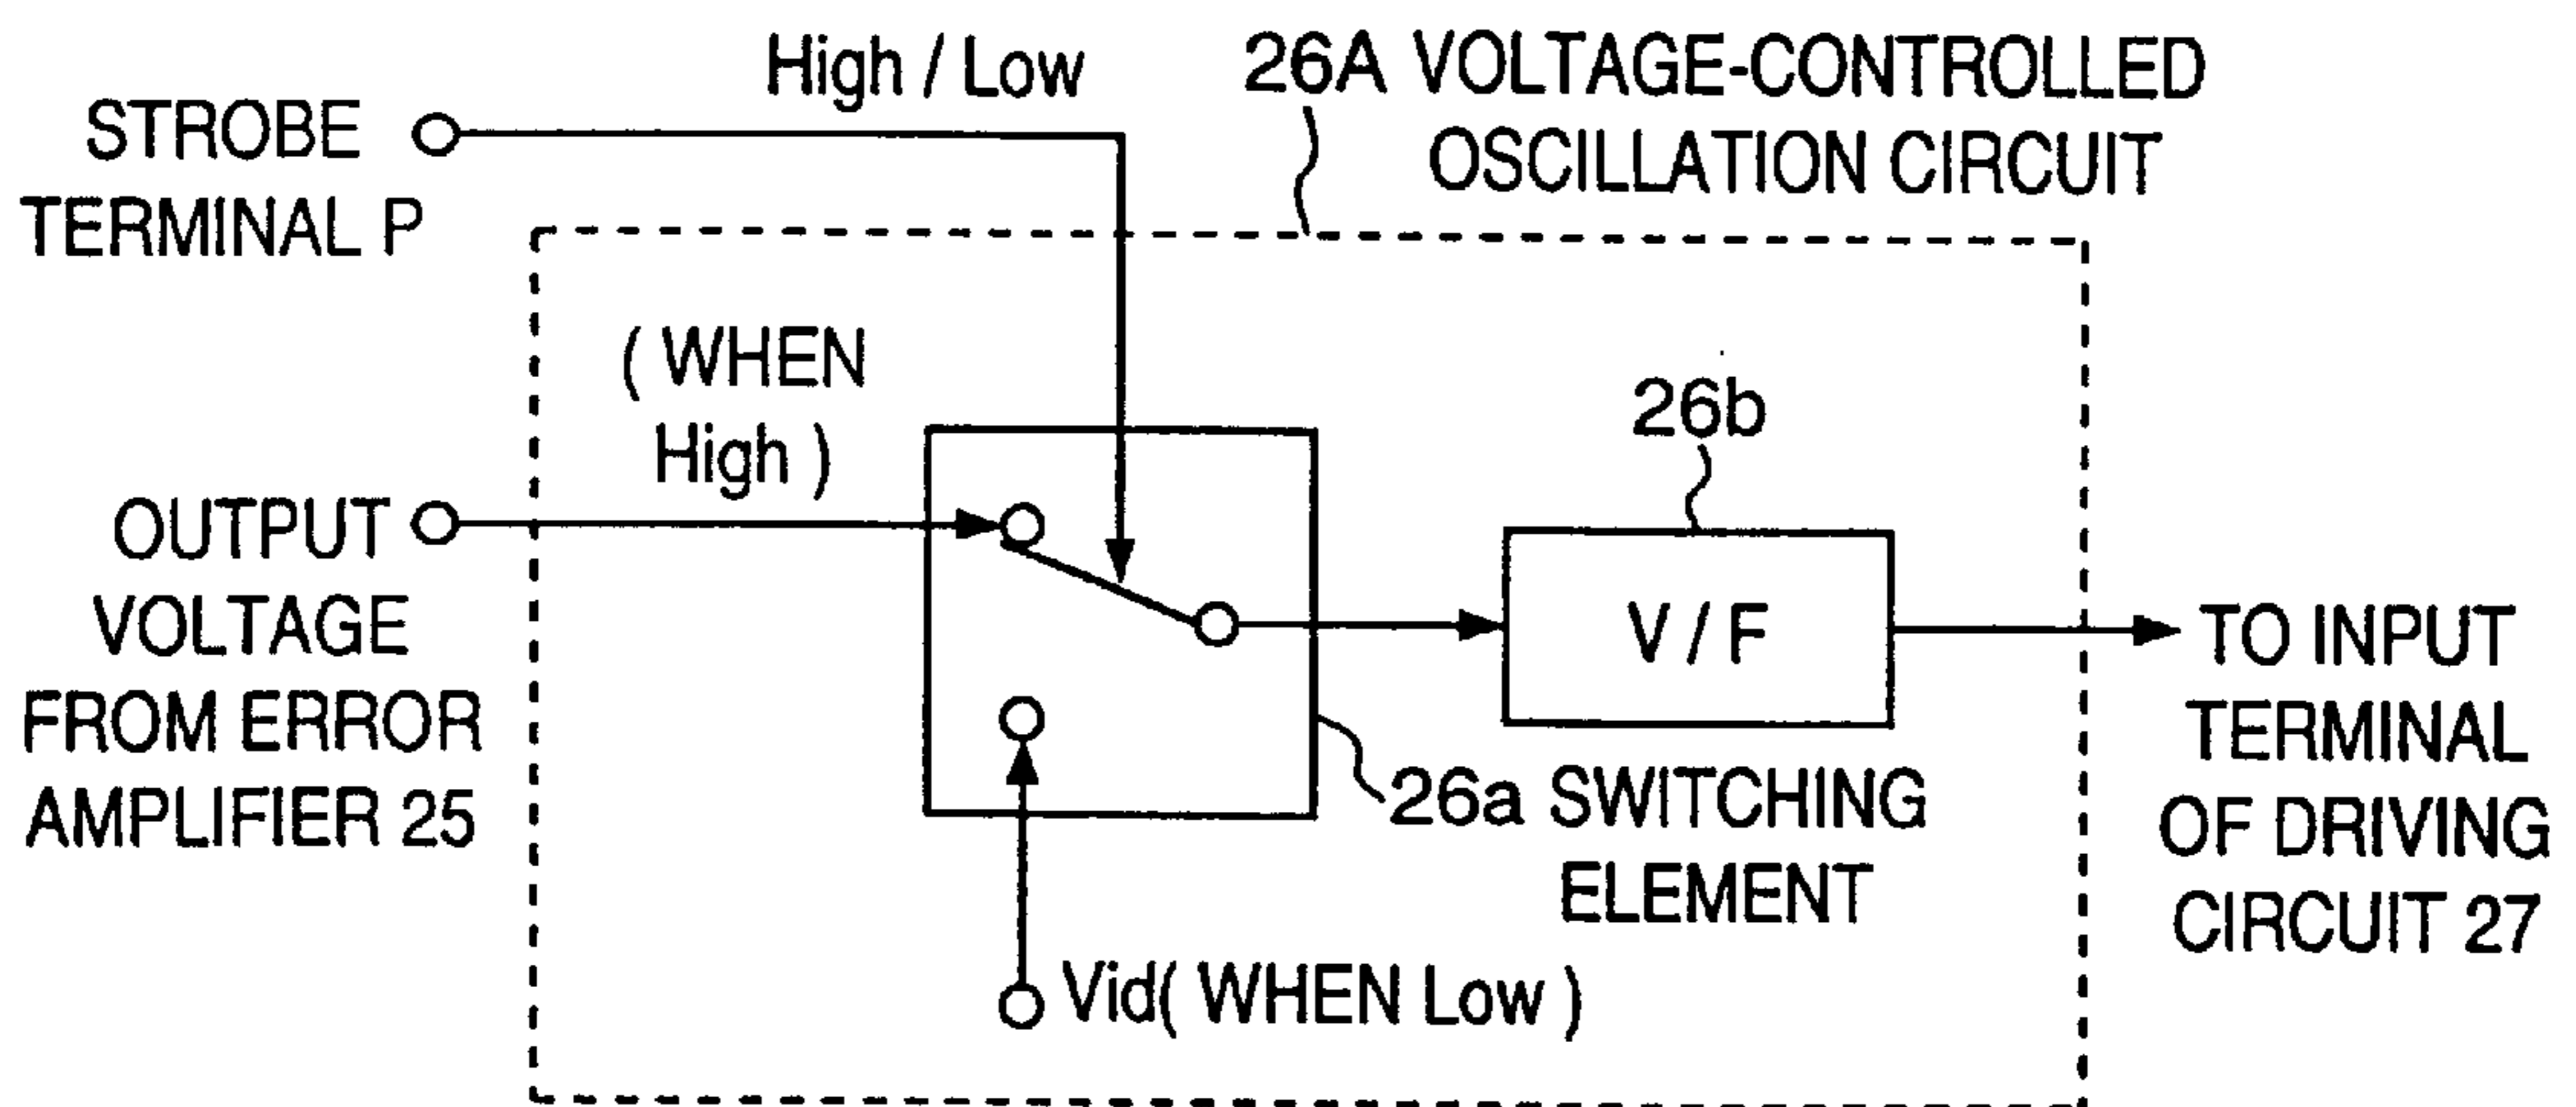 High / Low
26A VOLTAGE-CONTROLLED
OSCILLATION CIRCUIT
STROBE
TERMINAL P
( WHEN
High )
26b
OUTPUT
VOLTAGE
FROM ERROR
AMPLIFIER 25
V / F
TO INPUT
TERMINAL
OF DRIVING
CIRCUIT 27
26a SWITCHING
ELEMENT
Vid( WHEN Low )